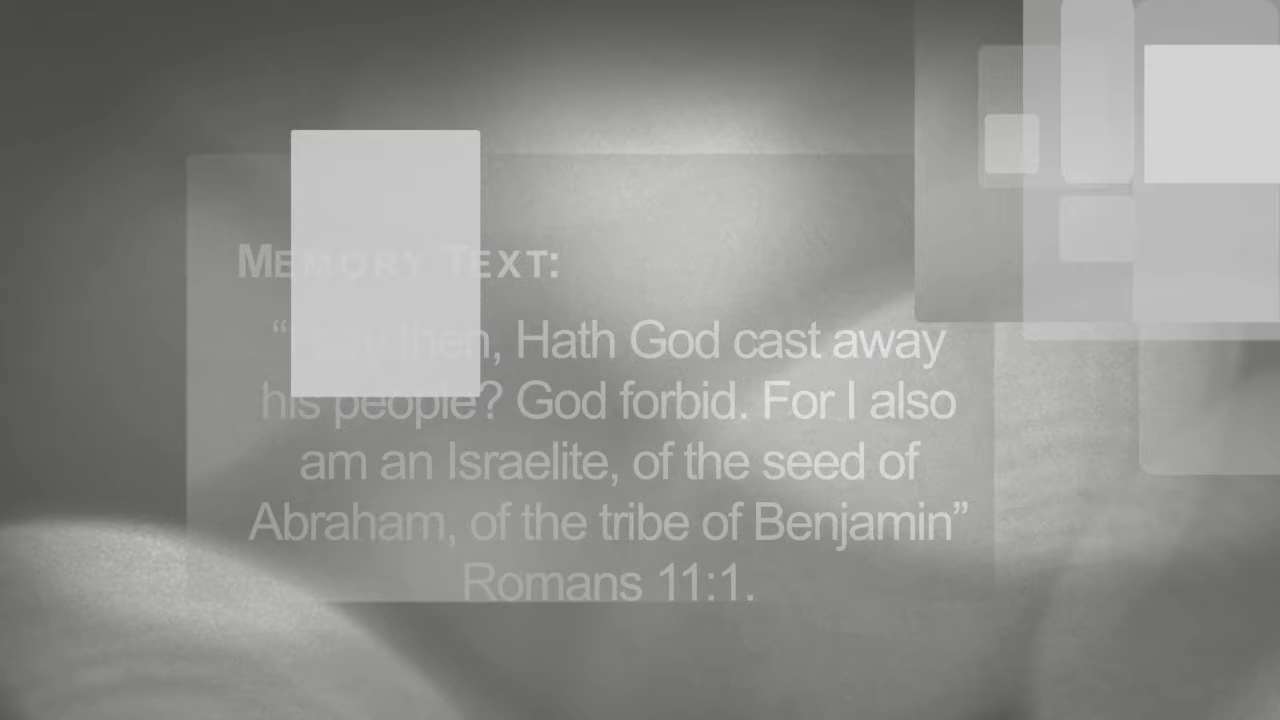 MEMORY TEXT:
“I say then, Hath God cast away
his people? God forbid. For I also
am an Israelite, of the seed of
Abraham, of the tribe of Benjamin”
Romans 11:1.